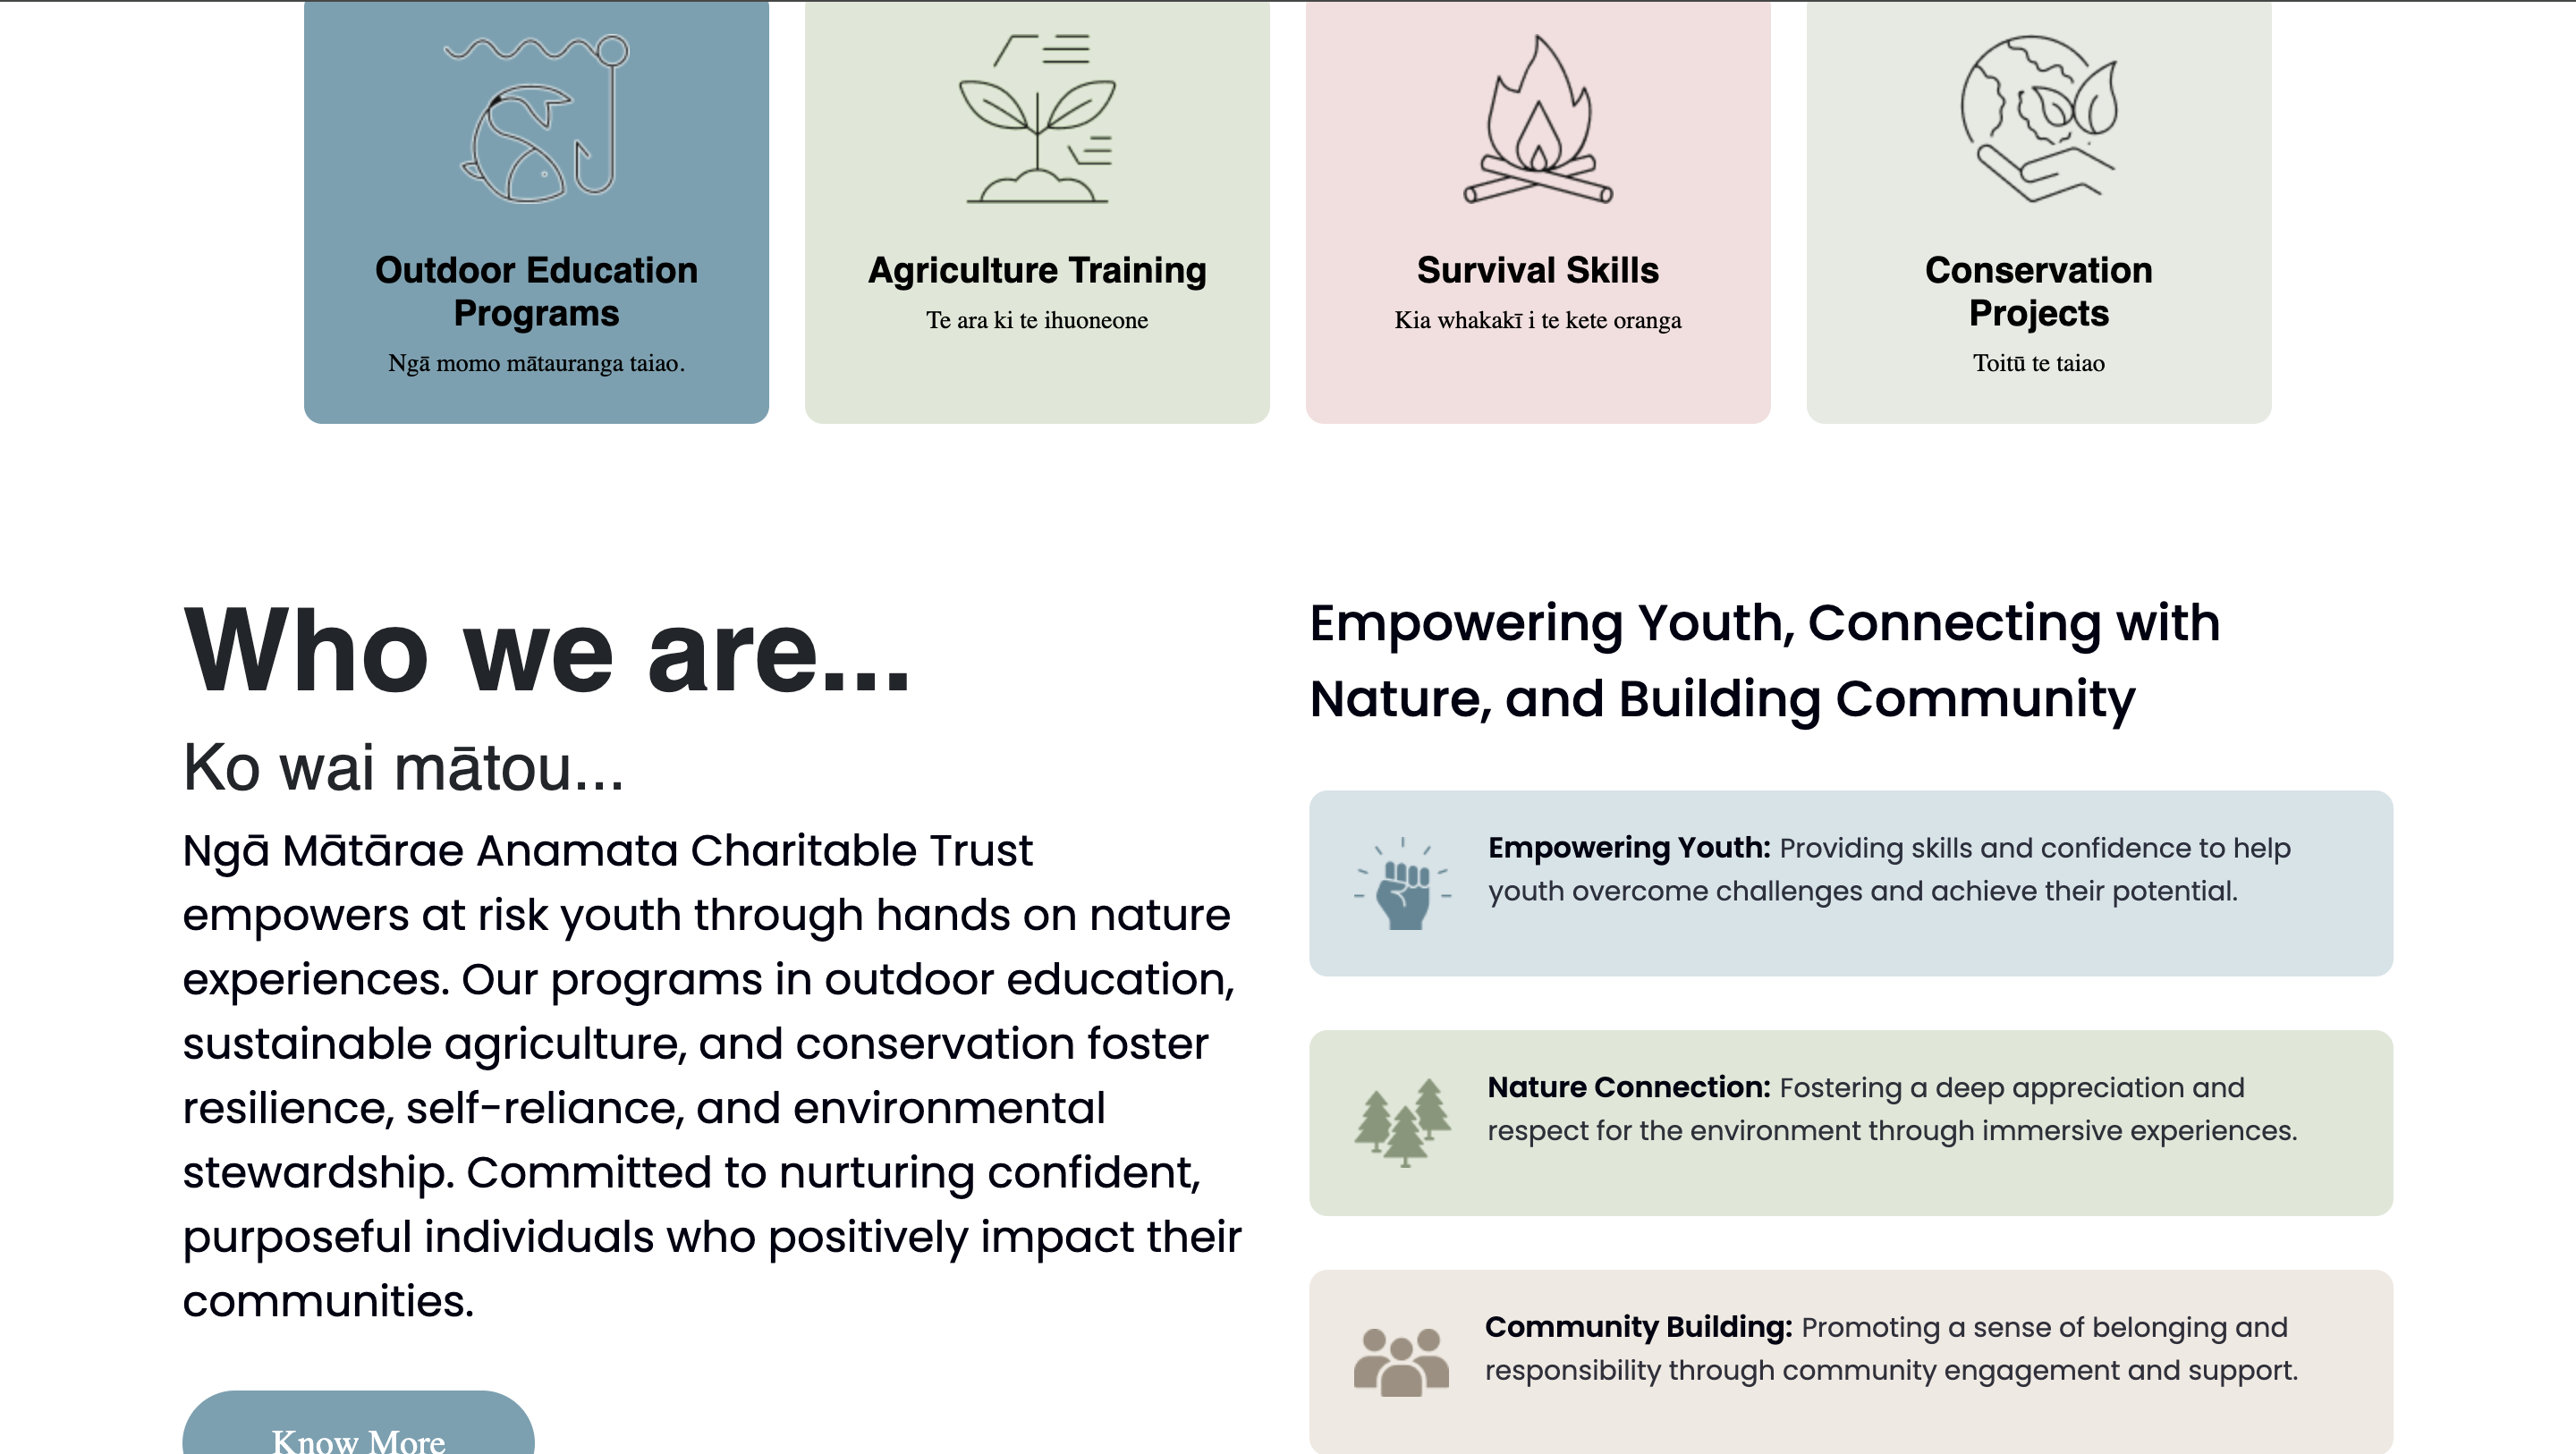 Outdoor Education
Programs
Ngā momo mātauranga taiao.
Agriculture Training
Te ara ki te ihuoneone
Survival Skills
Kia whakakī i te kete oranga
Conservation
Projects
Toitū te taiao
Who we are...
Ko wai mātou...
Ngā Mātārae Anamata Charitable Trust
empowers at risk youth through hands on nature
experiences. Our programs in outdoor education,
sustainable agriculture, and conservation foster
resilience, self-reliance, and environmental
stewardship. Committed to nurturing confident,
purposeful individuals who positively impact their
communities.
Know More
Empowering Youth, Connecting with
Nature, and Building Community
Empowering Youth: Providing skills and confidence to help
youth overcome challenges and achieve their potential.
Nature Connection: Fostering a deep appreciation and
respect for the environment through immersive experiences.
Community Building: Promoting a sense of belonging and
responsibility through community engagement and support.